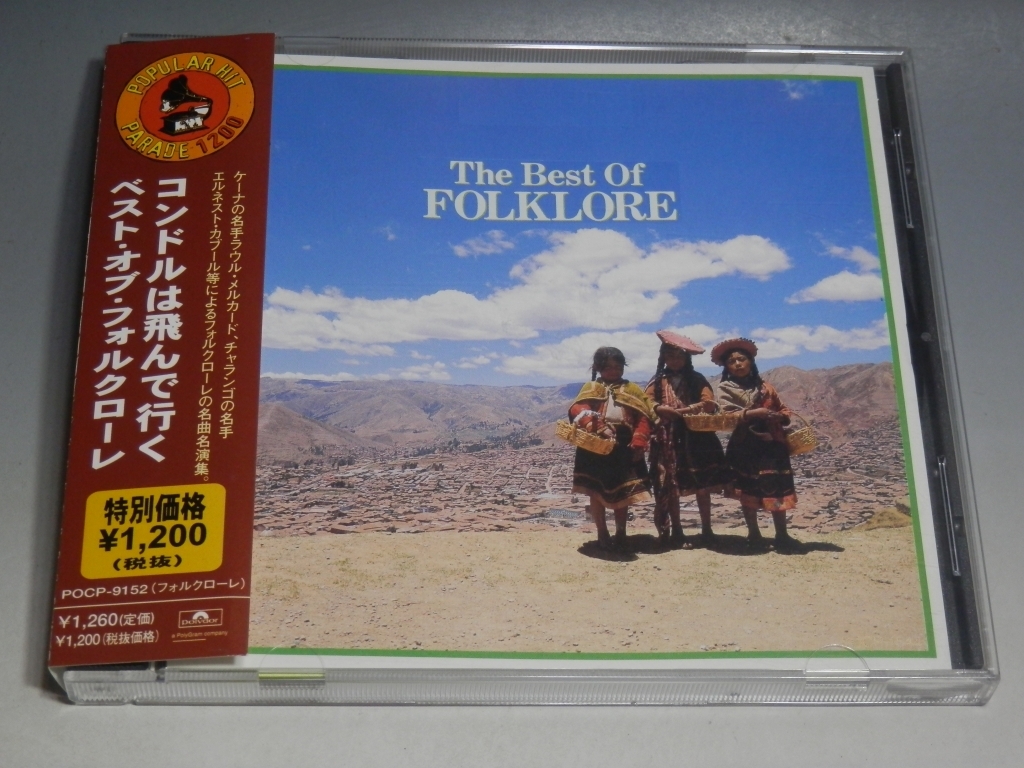 POPULAR HIT
PARADE 1200
コンドルは飛んで行く
ベスト・オブ・フォルクローレ
ケーナの名手ラウル・メルカード、チャランゴの名手
エルネスト・カブール等によるフォルクローレの名曲名演集。
特別価格
¥1,200
(税抜)
POCP-9152(フォルクローレ)
¥1,260(定価)
¥1,200(税抜価格)
polydor
a PolyGram company
The Best Of
FOLKLORE